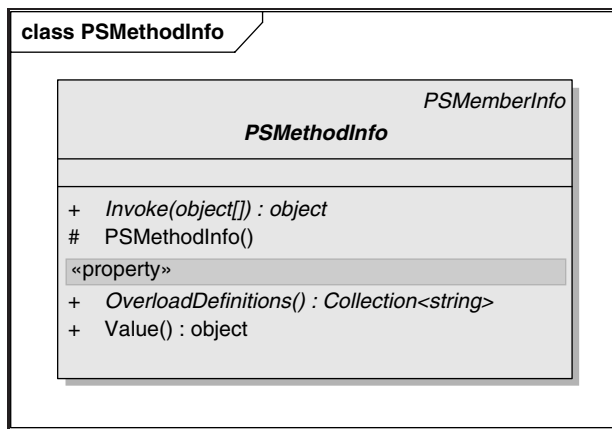 class PSMethodInfo
PSMemberInfo
PSMethodInfo
+ Invoke(object[]) : object
# PSMethodInfo()
«property»
+ OverloadDefinitions() : Collection<string>
+ Value() : object